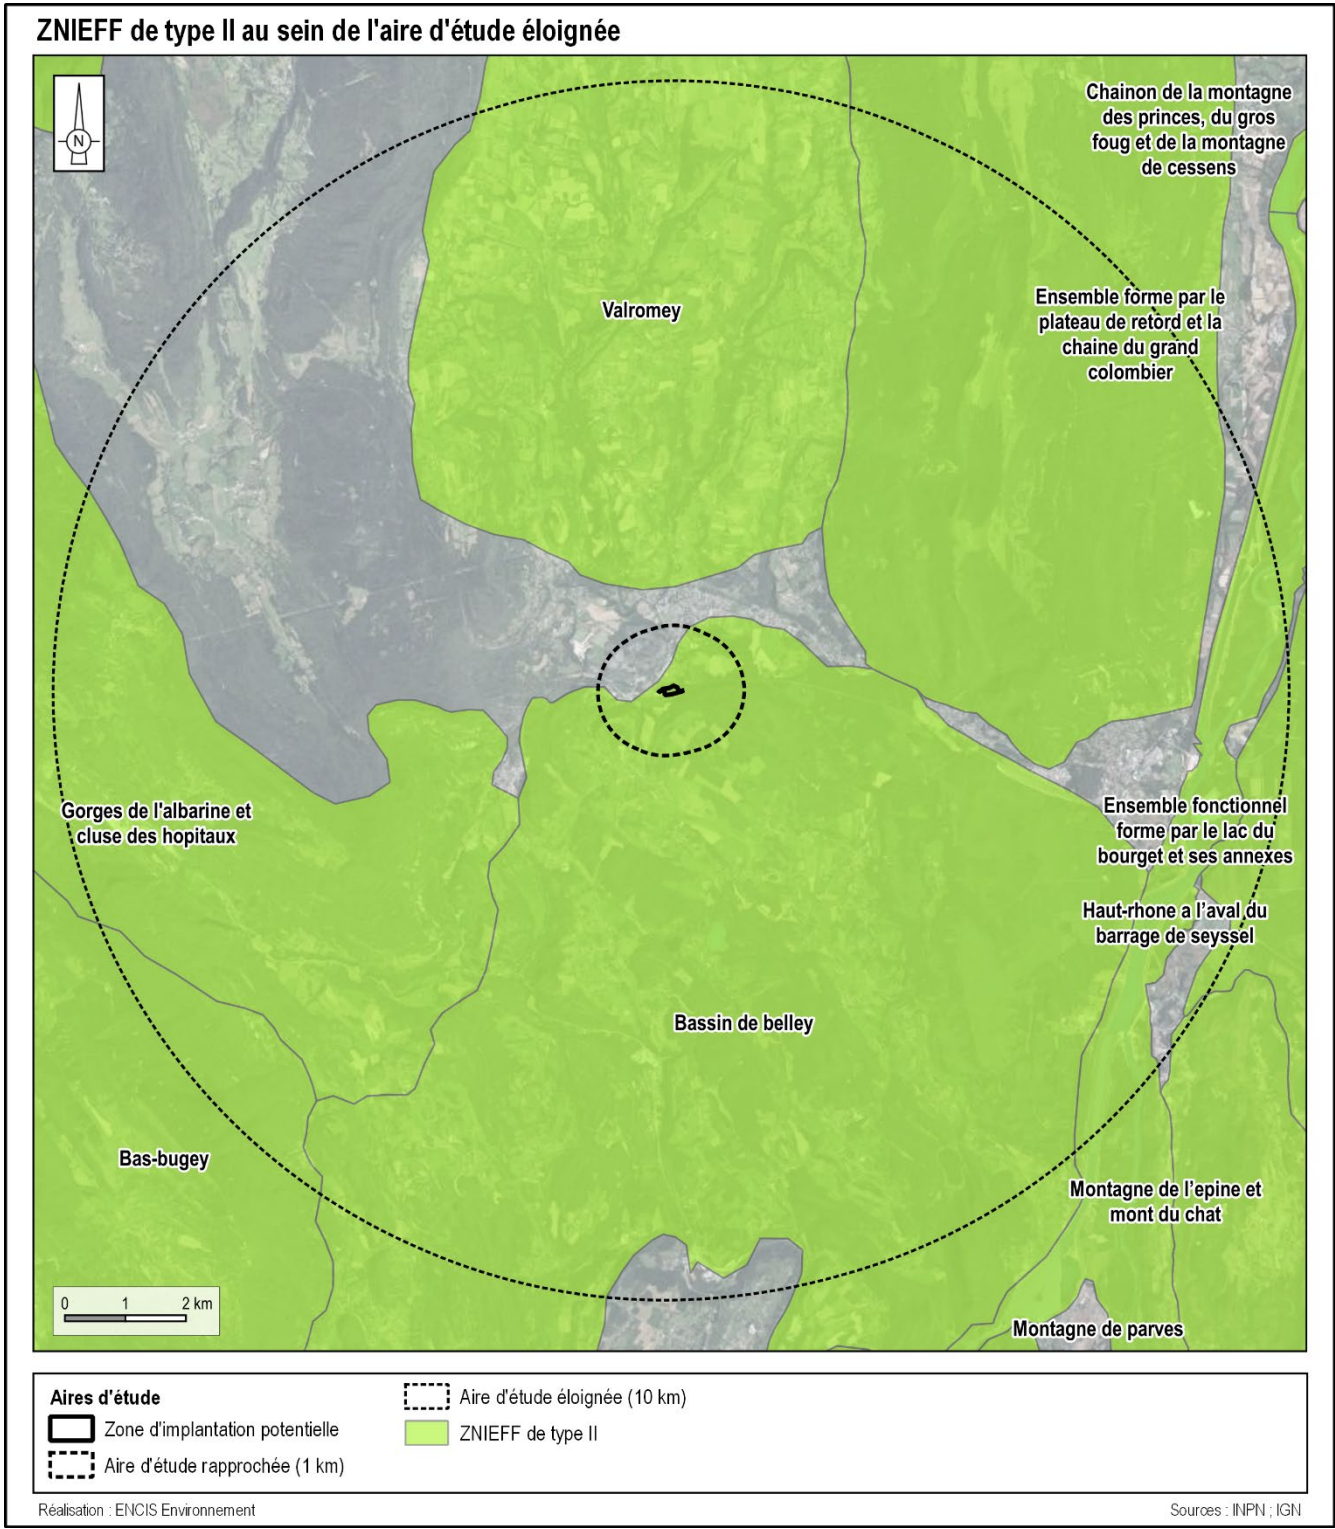 ZNIEFF de type II au sein de l'aire d'étude éloignée
N
Chainon de la montagne
des princes, du gros
foug et de la montagne
de cessens
Ensemble forme par le
plateau de retord et la
chaine du grand
colombier
Valromey
Gorges de l'albarine et
cluse des hopitaux
Ensemble fonctionnel
forme par le lac du
bourget et ses annexes
Haut-rhone a l'aval du
barrage de seyssel
Bassin de belley
Bas-bugey
Montagne de l'epine et
mont du chat
Montagne de parves
0 1 2 km
Aires d'étude
Zone d'implantation potentielle
Aire d'étude rapprochée (1 km)
Aire d'étude éloignée (10 km)
ZNIEFF de type II
Réalisation : ENCIS Environnement
Sources : INPN ; IGN